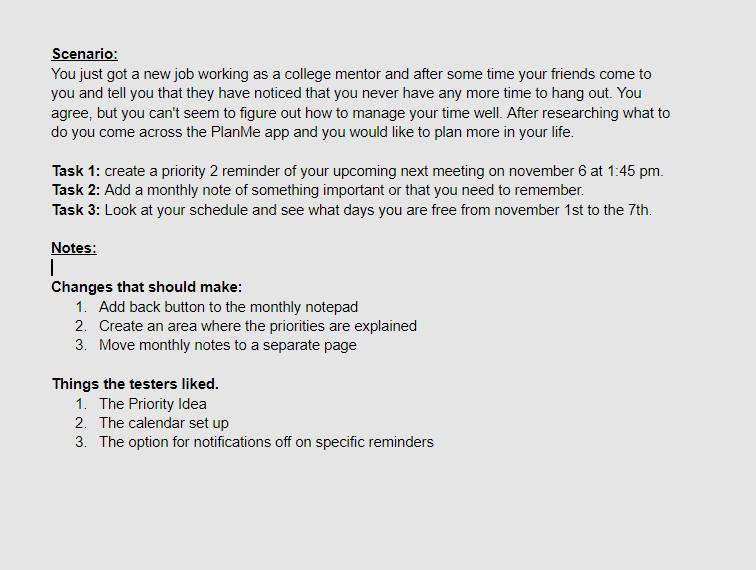 Scenario:
You just got a new job working as a college mentor and after some time your friends come to
you and tell you that they have noticed that you never have any more time to hang out. You
agree, but you can't seem to figure out how to manage your time well. After researching what to
do you come across the PlanMe app and you would like to plan more in your life.
Task 1: create a priority 2 reminder of your upcoming next meeting on november 6 at 1:45 pm.
Task 2: Add a monthly note of something important or that you need to remember.
Task 3: Look at your schedule and see what days you are free from november 1st to the 7th.
Notes:
Changes that should make:
1. Add back button to the monthly notepad
2. Create an area where the priorities are explained
3. Move monthly notes to a separate page
Things the testers liked.
1. The Priority Idea
2. The calendar set up
3. The option for notifications off on specific reminders